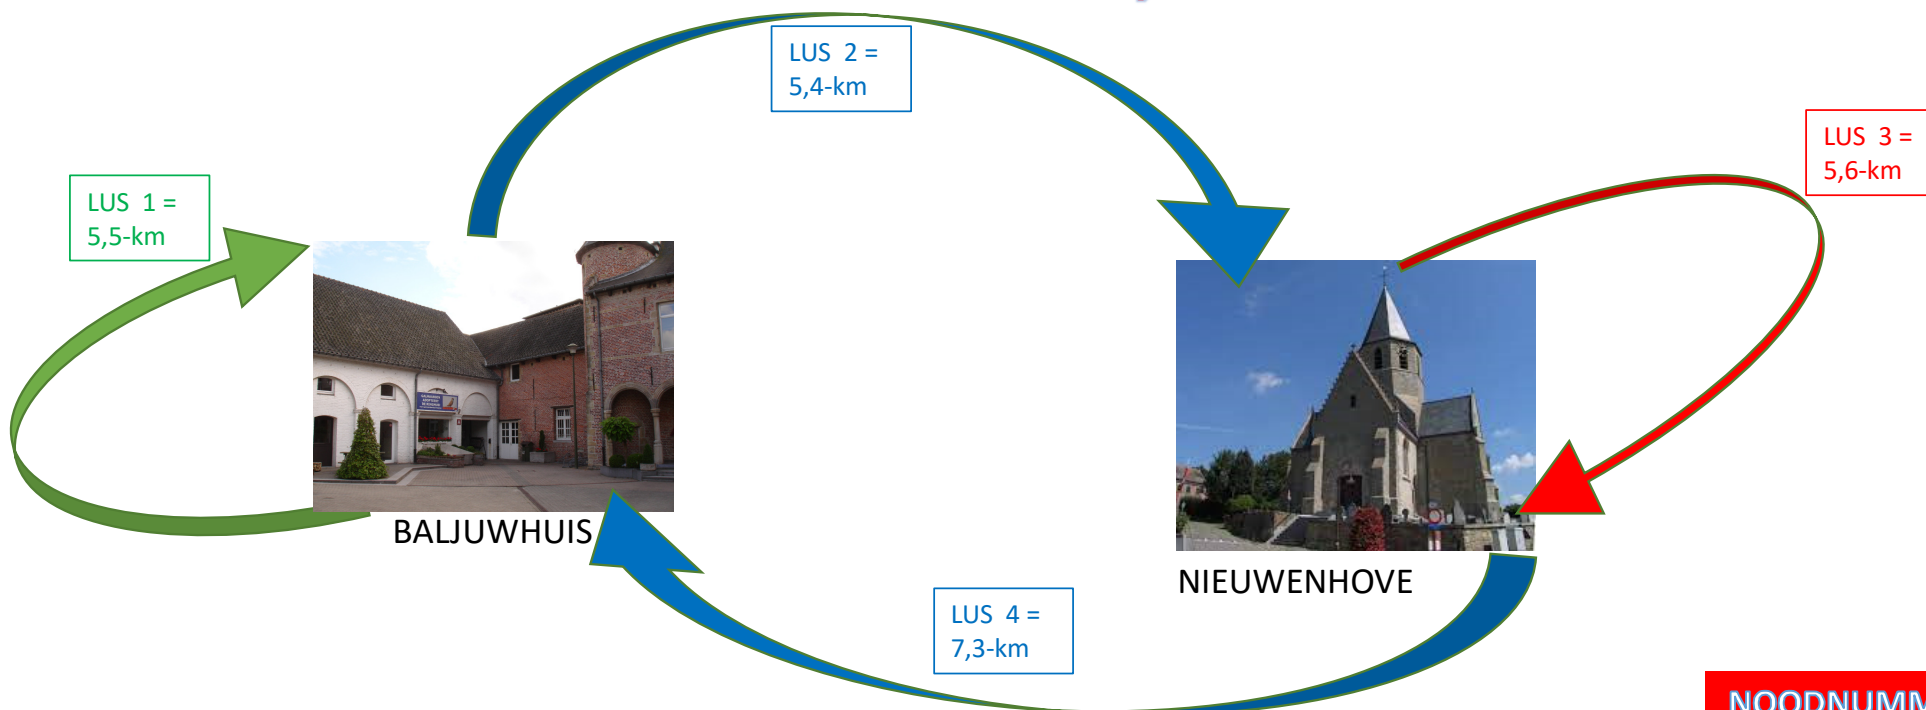 LUS 2 =
5,4-km
LUS 3 =
5,6-km
LUS 1 =
5,5-km
BALJUWHUIS
NIEUWENHOVE
LUS 4 =
7,3-km